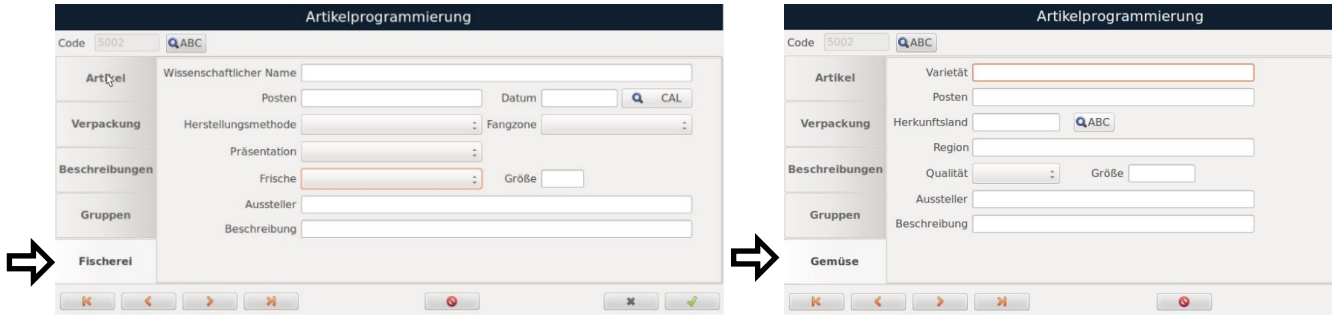 Artikelprogrammierung
Code 5002 ABC
Artikel
Verpackung
Beschreibungen
Gruppen
Fischerei
Wissenschaftlicher Name
Posten Datum CAL
Herstellungsmethode Fangzone
Präsentation
Frische Größe
Aussteller
Beschreibung
Artikelprogrammierung
Code 5002 ABC
Artikel
Verpackung
Beschreibungen
Gruppen
Gemüse
Varietät
Posten
Herkunftsland ABC
Region
Qualität Größe
Aussteller
Beschreibung